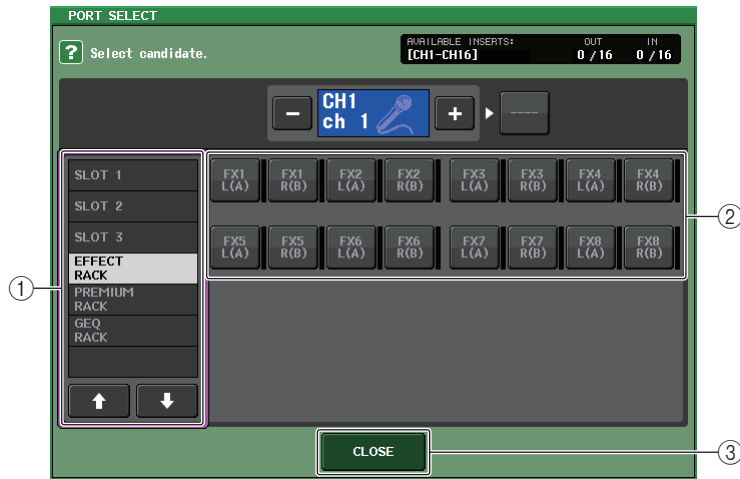 PORT SELECT
? Select candidate.
AVAILABLE INSERTS: OUT IN
[CH1-CH16] 0 /16 0 /16
− CH1 +
ch 1
----
SLOT 1
SLOT 2
SLOT 3
EFFECT
RACK
PREMIUM
RACK
GEQ
RACK
FX1 FX1 FX2 FX2 FX3 FX3 FX4 FX4
L(A) R(B) L(A) R(B) L(A) R(B) L(A) R(B)
FX5 FX5 FX6 FX6 FX7 FX7 FX8 FX8
L(A) R(B) L(A) R(B) L(A) R(B) L(A) R(B)
CLOSE
①
②
③